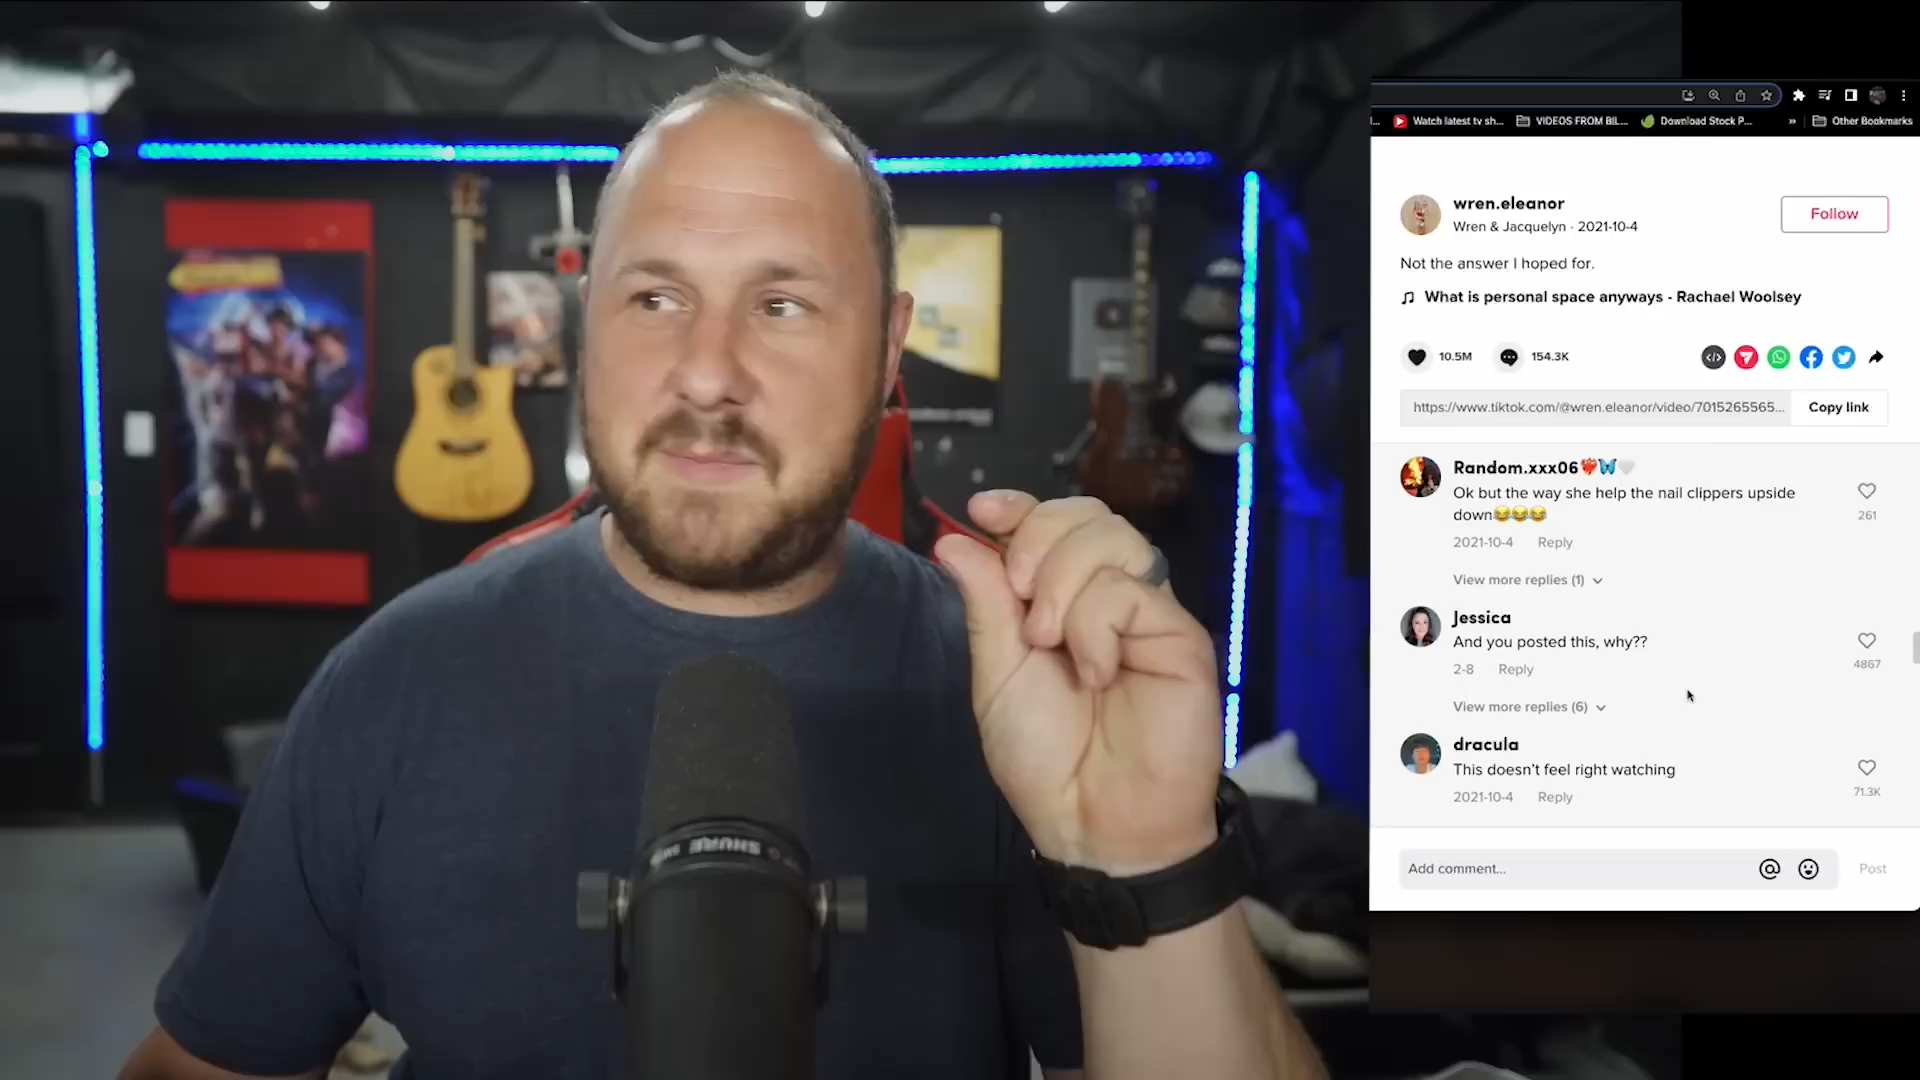 Watch latest tv sh...
VIDEOS FROM BIL...
Download Stock P...
»
Other Bookmarks
wren.eleanor
Wren & Jacquelyn · 2021-10-4
Follow
Not the answer I hoped for.
What is personal space anyways - Rachael Woolsey
10.5M
154.3K
https://www.tiktok.com/@wren.eleanor/video/7015265565...
Copy link
Random.xxx06❤️‍🔥🦋🤍
Ok but the way she help the nail clippers upside
down😂😂😂
261
2021-10-4 Reply
View more replies (1)
Jessica
And you posted this, why??
4867
2-8 Reply
View more replies (6)
dracula
This doesn't feel right watching
71.3K
2021-10-4 Reply
Add comment...
@
Post
SHURE